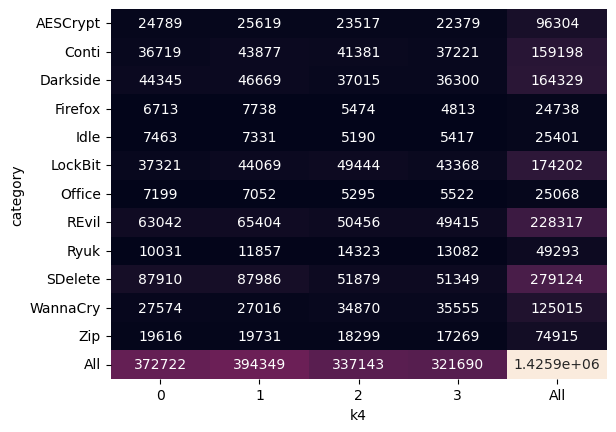 AESCrypt 24789 25619 23517 22379 96304
Conti 36719 43877 41381 37221 159198
Darkside 44345 46669 37015 36300 164329
Firefox 6713 7738 5474 4813 24738
Idle 7463 7331 5190 5417 25401
LockBit 37321 44069 49444 43368 174202
Office 7199 7052 5295 5522 25068
REvil 63042 65404 50456 49415 228317
Ryuk 10031 11857 14323 13082 49293
SDelete 87910 87986 51879 51349 279124
WannaCry 27574 27016 34870 35555 125015
Zip 19616 19731 18299 17269 74915
All 372722 394349 337143 321690 1.4259e+06
0 1 2 3 All
k4
category